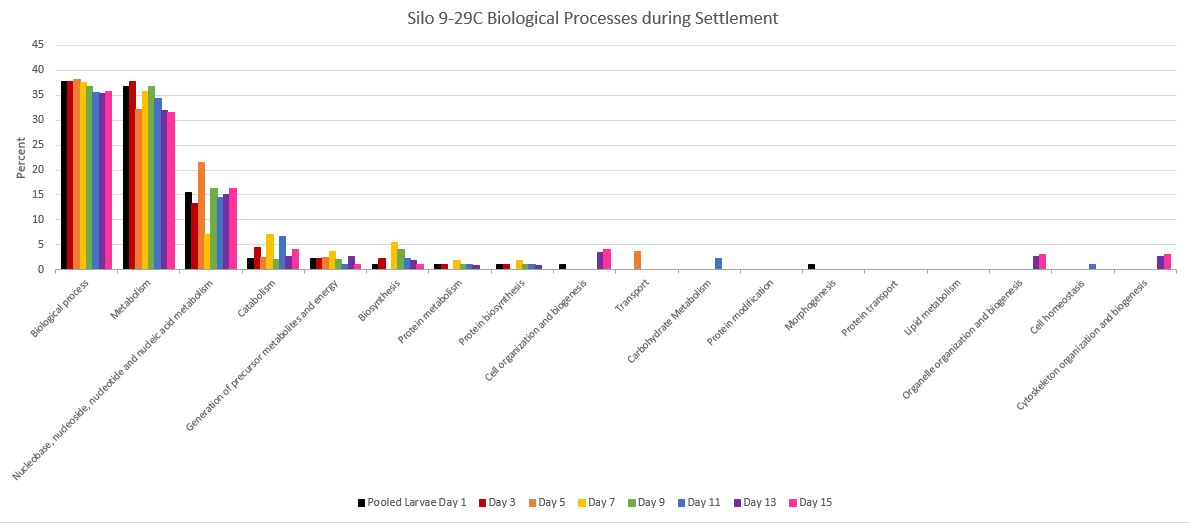 Silo 9-29C Biological Processes during Settlement
45
40
35
30
25
20
15
10
5
0
Percent
Biological process
Metabolism
Nucleobase, nucleoside, nucleotide and nucleic acid metabolism
Catabolism
Generation of precursor metabolites and energy
Biosynthesis
Protein metabolism
Protein biosynthesis
Cell organization and biogenesis
Transport
Carbohydrate Metabolism
Protein modification
Morphogenesis
Protein transport
Lipid metabolism
Organelle organization and biogenesis
Cell homeostasis
Cytoskeleton organization and biogenesis
Pooled Larvae Day 1 Day 3 Day 5 Day 7 Day 9 Day 11 Day 13 Day 15